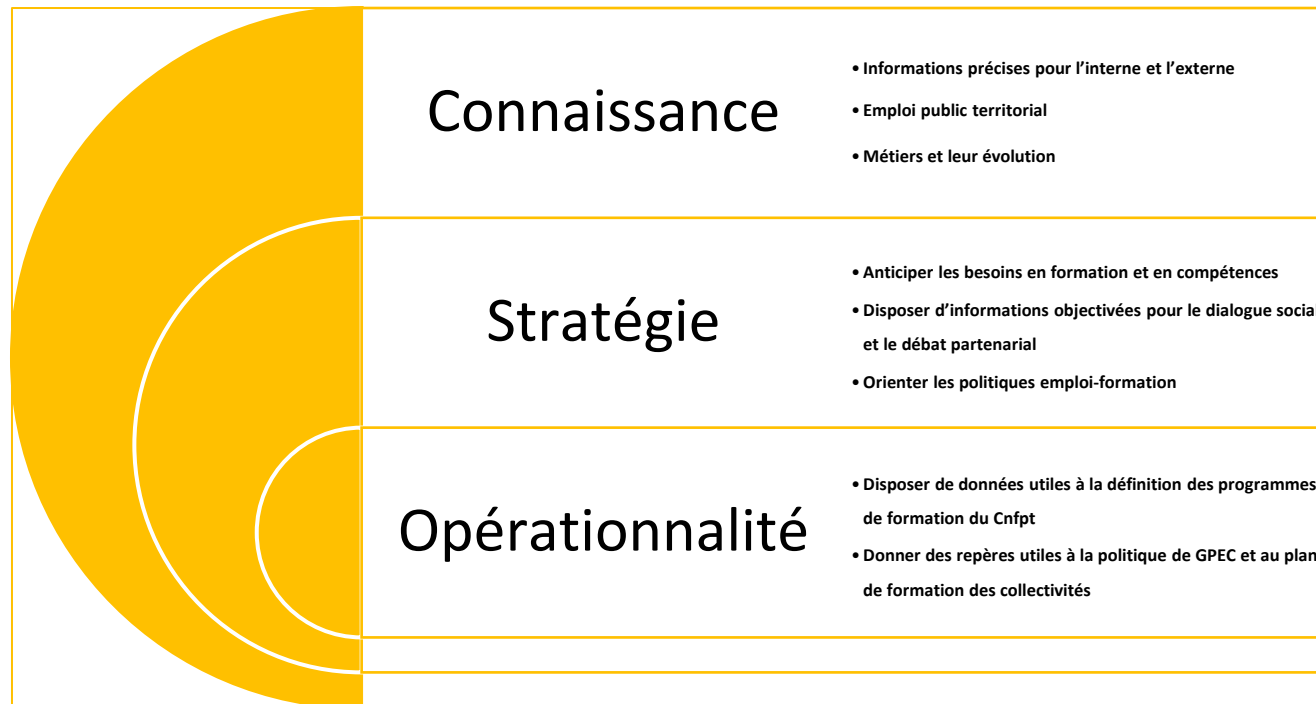 Connaissance
• Informations précises pour l’interne et l’externe
• Emploi public territorial
• Métiers et leur évolution
Stratégie
• Anticiper les besoins en formation et en compétences
• Disposer d’informations objectivées pour le dialogue social
et le débat partenarial
• Orienter les politiques emploi-formation
Opérationnalité
• Disposer de données utiles à la définition des programmes
de formation du Cnfpt
• Donner des repères utiles à la politique de GPEC et au plan
de formation des collectivités